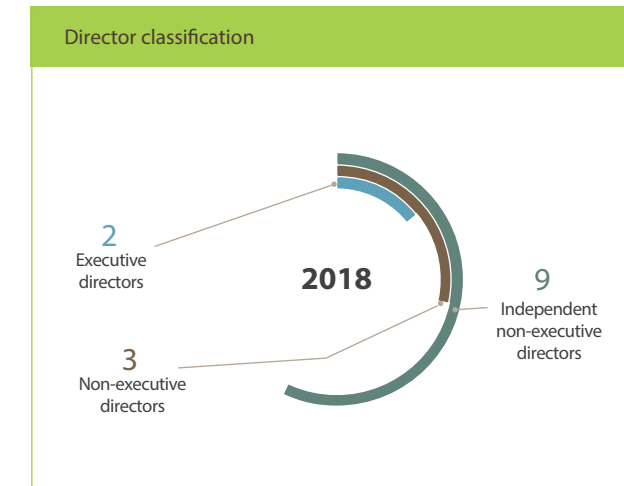 Director classification
2
Executive
directors
2018
9
Independent
non-executive
directors
3
Non-executive
directors